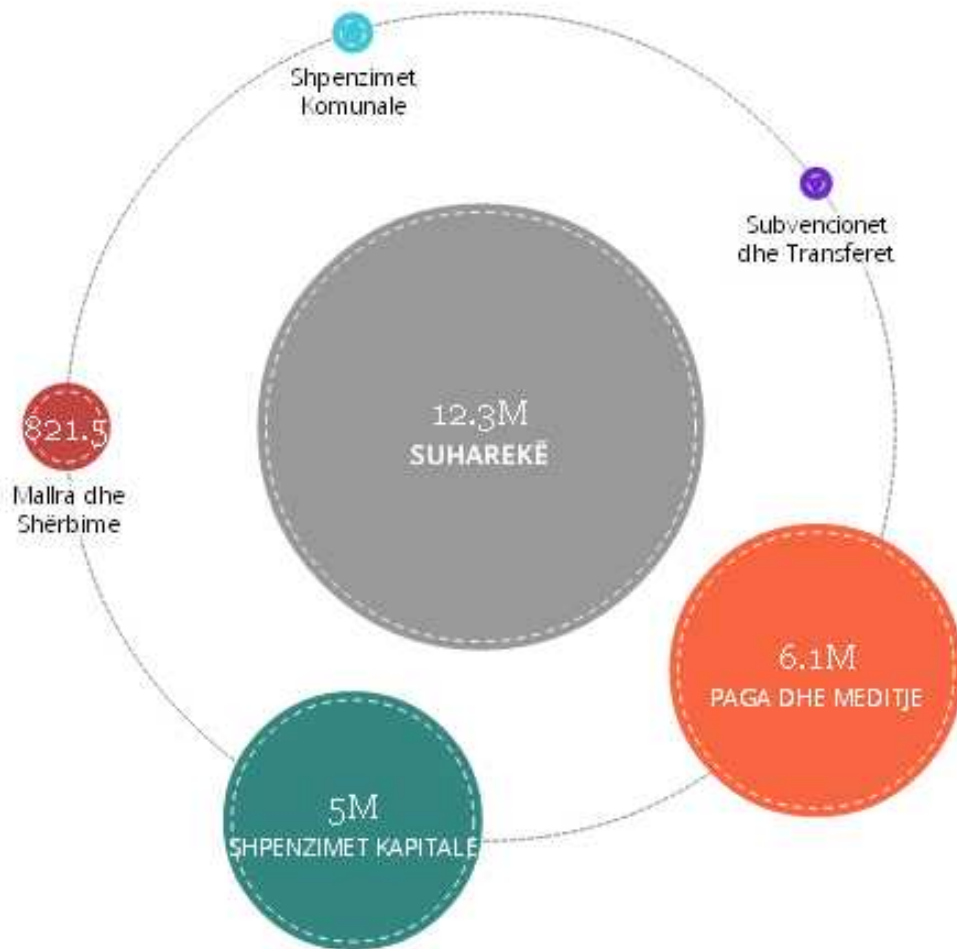 Shpenzimet
Komunale
Subvencionet
dhe Transferet
12.3M
SUHAREKË
821.5
Mallra dhe
Shërbime
6.1M
PAGA DHE MEDITJE
5M
SHPENZIMET KAPITALE